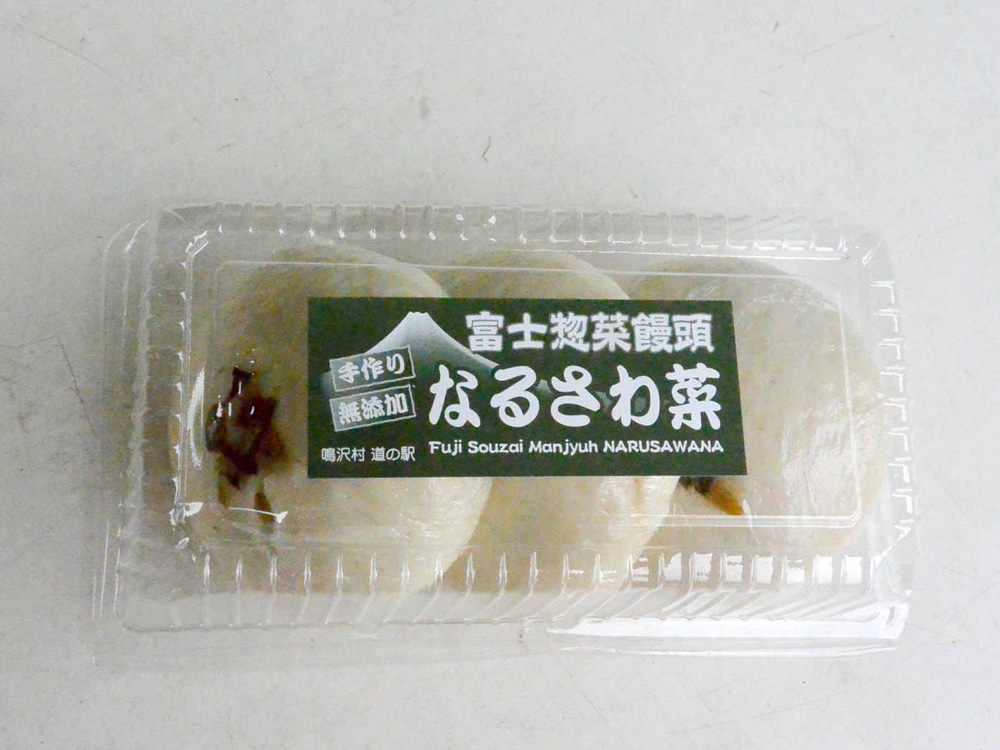 富士惣菜饅頭
手作り
無添加
なるさわ菜
鳴沢村 道の駅
Fuji Souzai Manjyuh NARUSAWANA